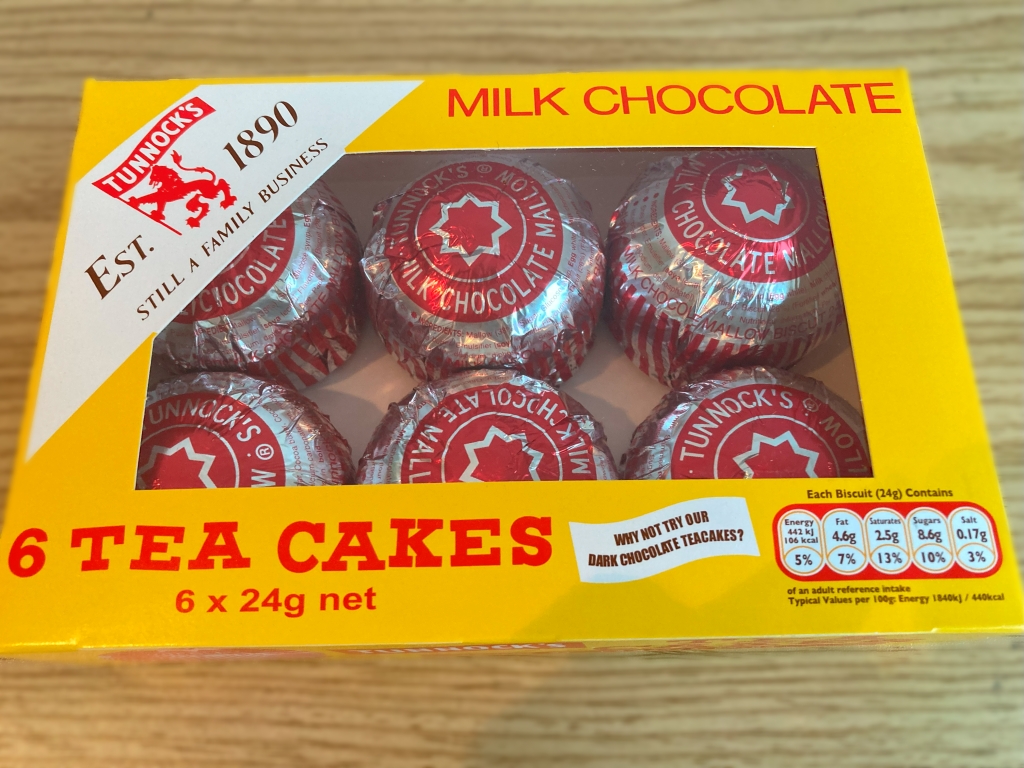 TUNNOCK'S
EST. 1890
STILL A FAMILY BUSINESS
MILK CHOCOLATE
CHOCOLATE
TUNNOCK'S ® MALLOW
MILK CHOCOLATE
MILK CHOCOLATE MALLOW
MALLOW BISCU
TUNNOCK'S ®
CHOCOLATE
MILK CHOCOLATE
TUNNOCK'S ®
6 TEA CAKES
6 x 24g net
WHY NOT TRY OUR
DARK CHOCOLATE TEACAKES?
Each Biscuit (24g) Contains
Energy Fat Saturates Sugars Salt
442 kJ 4.6g 2.5g 8.6g 0.17g
106 kcal
5% 7% 13% 10% 3%
of an adult reference intake
Typical Values per 100g: Energy 1840kJ / 440kcal
TUNNOCK'S